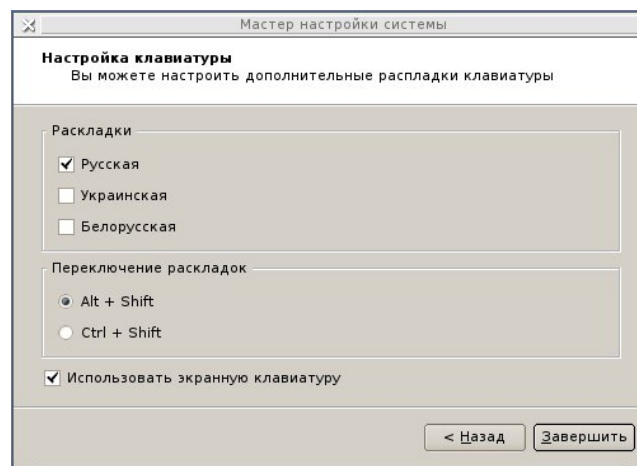 Мастер настройки системы
Настройка клавиатуры
Вы можете настроить дополнительные распладки клавиатуры
Раскладки
Русская
Украинская
Белорусская
Переключение раскладок
Alt + Shift
Ctrl + Shift
Использовать экранную клавиатуру
< Назад
Завершить